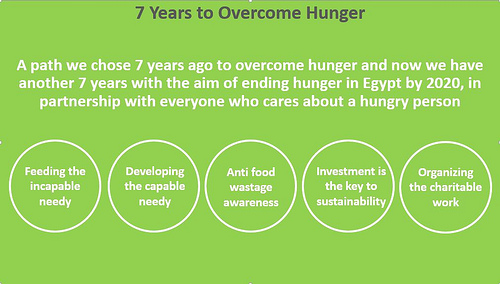 7 Years to Overcome Hunger
A path we chose 7 years ago to overcome hunger and now we have
another 7 years with the aim of ending hunger in Egypt by 2020, in
partnership with everyone who cares about a hungry person
Feeding the
incapable
needy
Developing
the capable
needy
Anti food
wastage
awareness
Investment is
the key to
sustainability
Organizing
the charitable
work